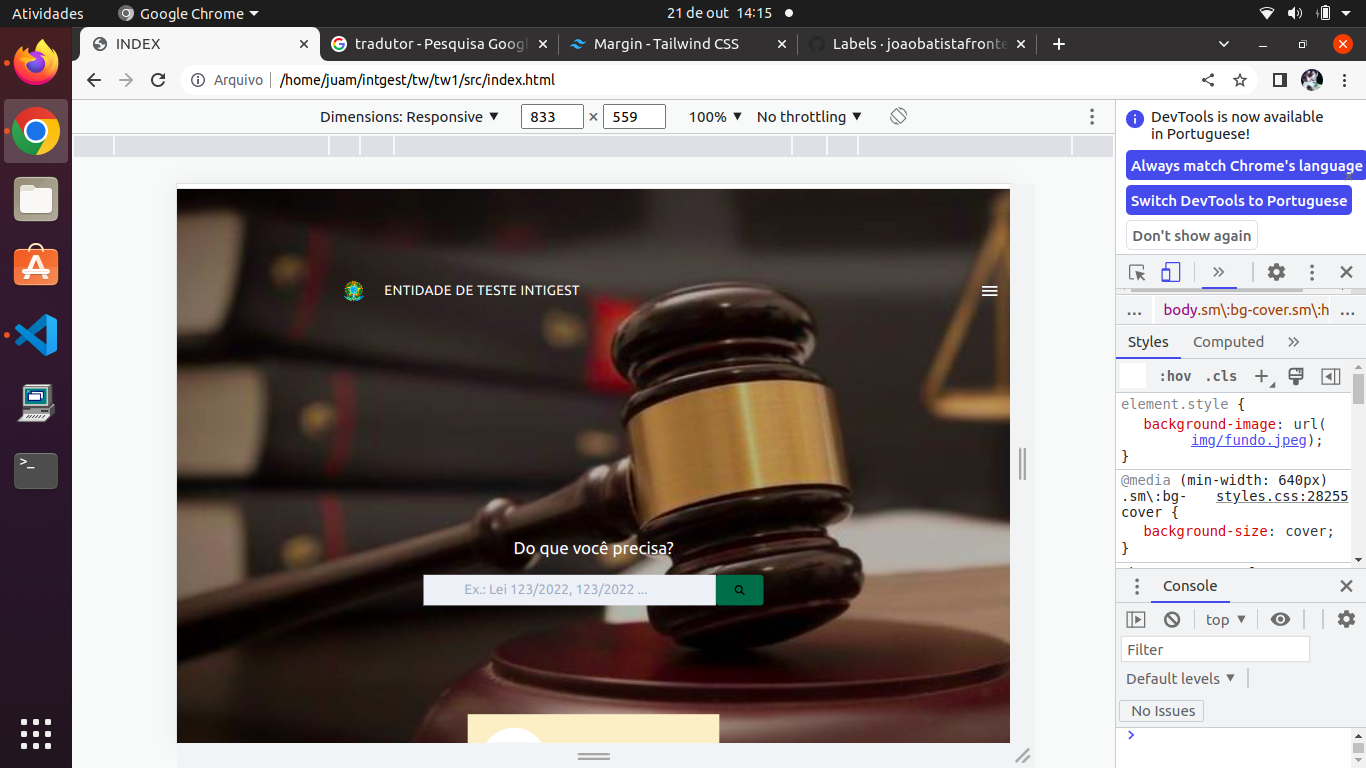 Atividades
Google Chrome
21 de out 14:15
INDEX
tradutor - Pesquisa Googl
Margin - Tailwind CSS
Labels · joaobatistafronte
Arquivo
/home/juam/intgest/tw/tw1/src/index.html
Dimensions: Responsive
833 × 559
100%
No throttling
DevTools is now available
in Portuguese!
Always match Chrome's language
Switch DevTools to Portuguese
Don't show again
... body.sm\:bg-cover.sm\:h ...
Styles
Computed
:hov .cls
element.style {
background-image: url(
img/fundo.jpeg);
}
@media (min-width: 640px)
.sm\:bg- styles.css:28255
cover {
background-size: cover;
}
Console
top
Filter
Default levels
No Issues
ENTIDADE DE TESTE INTIGEST
Do que você precisa?
Ex.: Lei 123/2022, 123/2022 ...